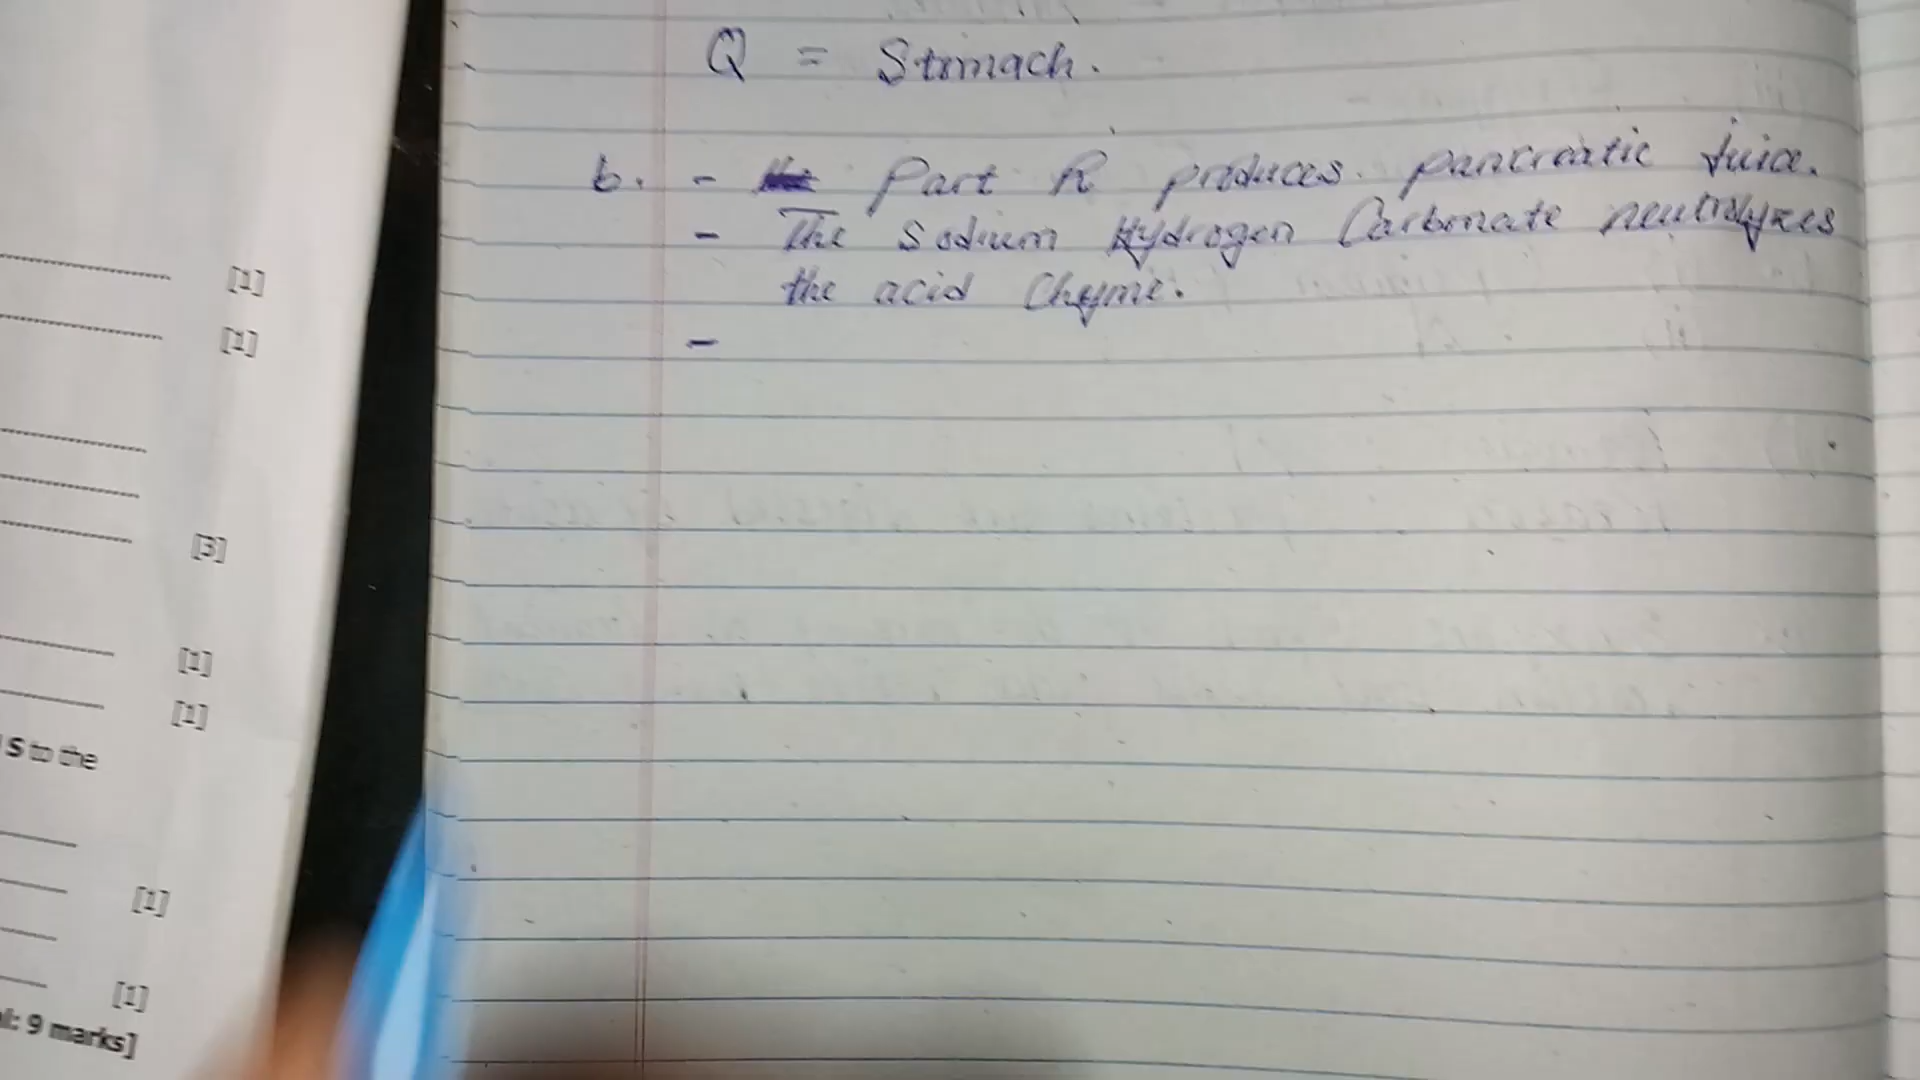 Q = Stomach.
b. - Part R produces. pancreatic juice.
- The Sodium Hydrogen Carbonate neutralyzes
the acid Chyme.
-
[1]
[1]
[3]
[1]
[1]
S to the
[1]
[1]
: 9 marks]